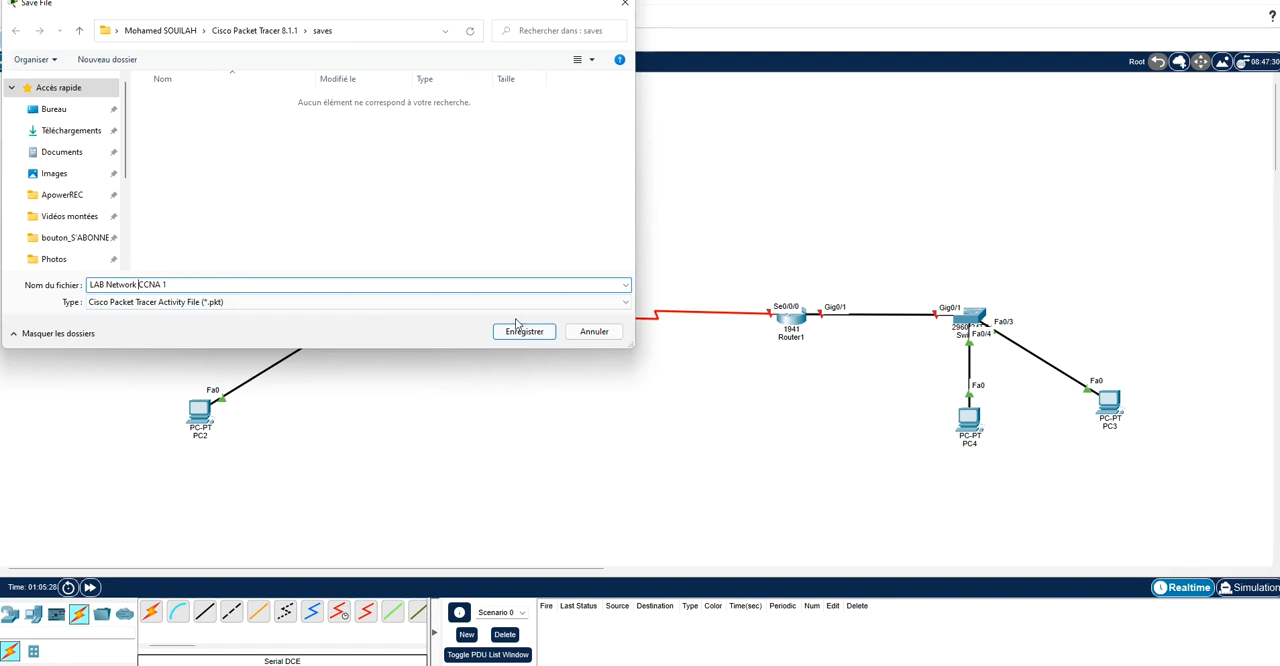 Save File
?
Mohamed SOUILAH > Cisco Packet Tracer 8.1.1 > saves
Rechercher dans : saves
Organiser
Nouveau dossier
?
Root
08:47:30
Accès rapide
Nom
Modifié le
Type
Taille
Aucun élément ne correspond à votre recherche.
Bureau
Téléchargements
Documents
Images
ApowerREC
Vidéos montées
bouton_S'ABONNE
Photos
Nom du fichier :
LAB Network CCNA 1
Type :
Cisco Packet Tracer Activity File (*.pkt)
Masquer les dossiers
Enregistrer
Annuler
Se0/0/0
Gig0/1
1941
Router1
Gig0/1
Fa0/3
Fa0/4
Fa0
PC-PT
PC2
Fa0
PC-PT
PC4
Fa0
PC-PT
PC3
Time: 01:05:28
Realtime
Simulation
Scenario 0
New
Delete
Toggle PDU List Window
Fire
Last Status
Source
Destination
Type
Color
Time(sec)
Periodic
Num
Edit
Delete
Serial DCE